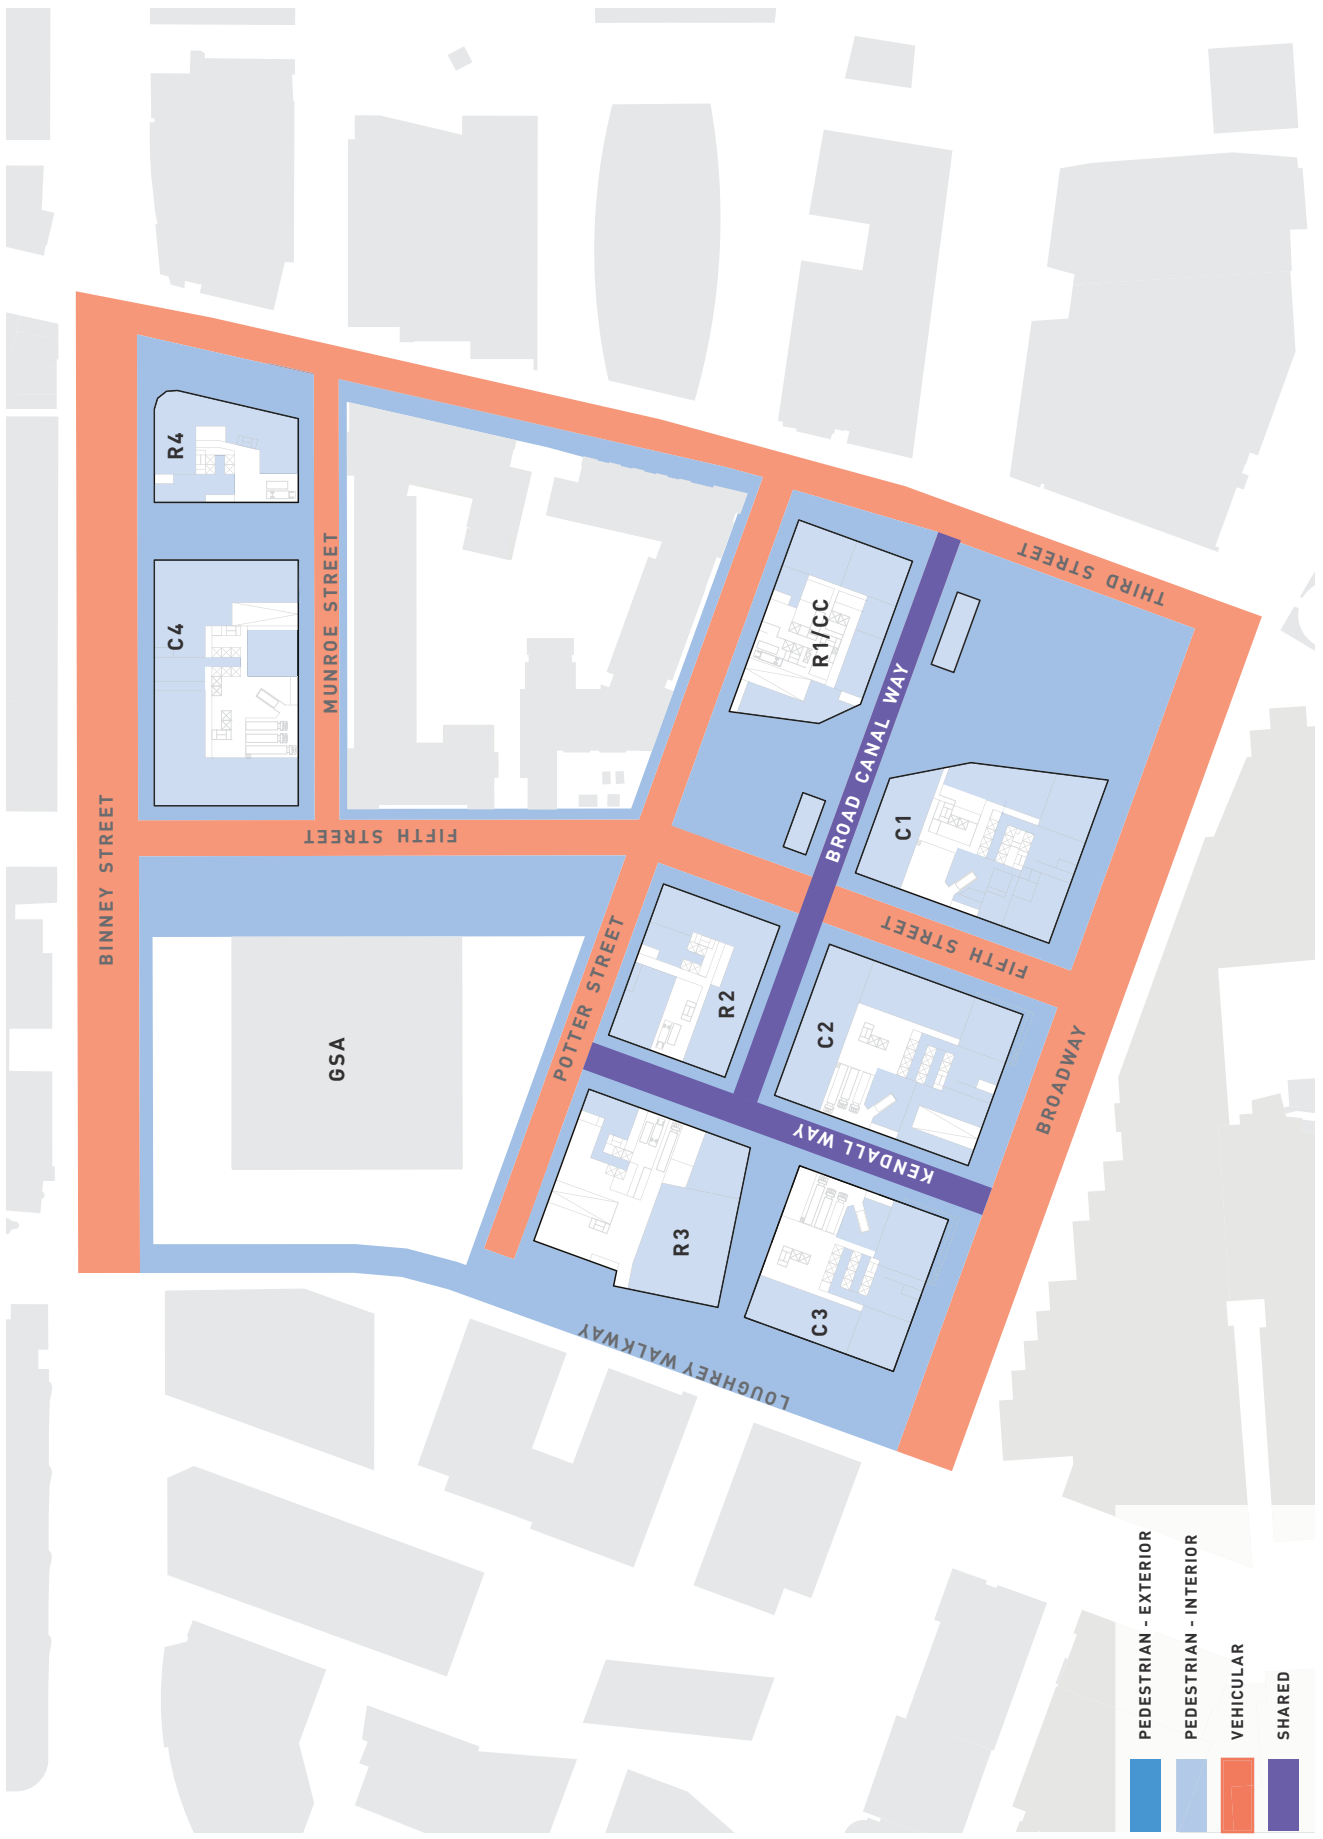 BINNEY STREET
R4
C4
MUNROE STREET
FIFTH STREET
GSA
THIRD STREET
R1/CC
BROAD CANAL WAY
C1
FIFTH STREET
POTTER STREET
R2
C2
BROADWAY
KENDALL WAY
R3
C3
LOUGHREY WALKWAY
PEDESTRIAN - EXTERIOR
PEDESTRIAN - INTERIOR
VEHICULAR
SHARED